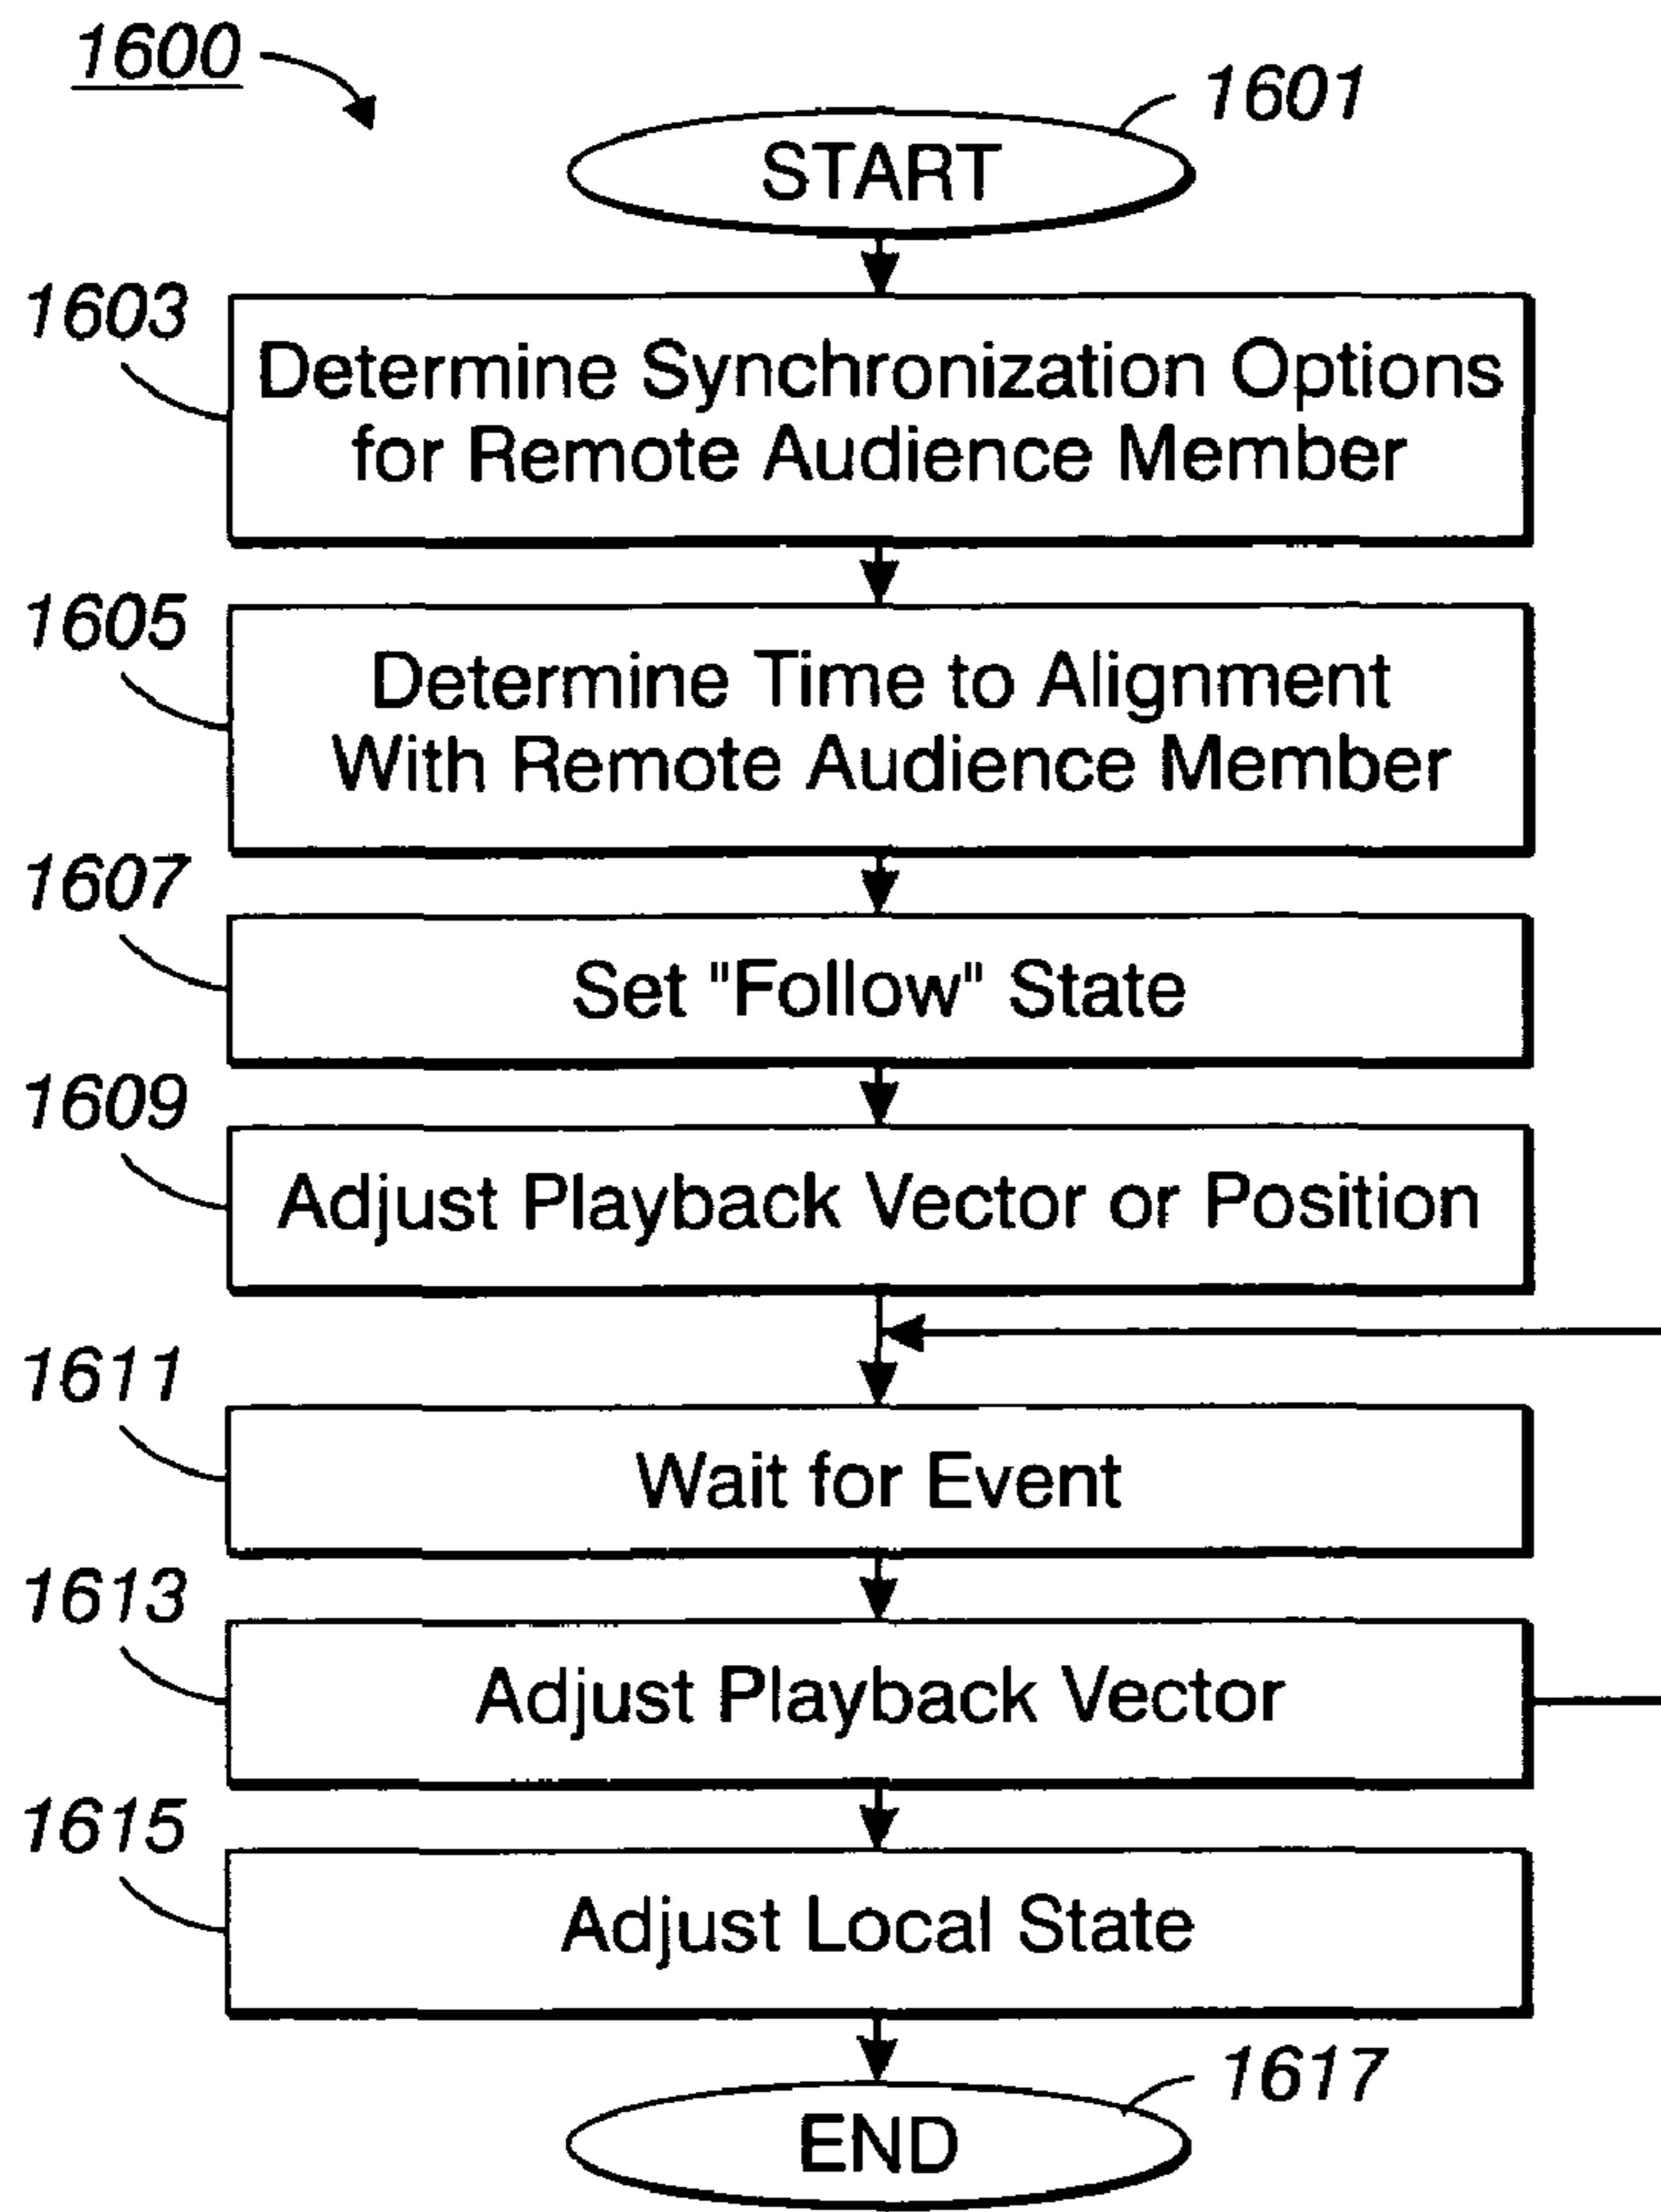 1600
1601
START
1603
Determine Synchronization Options
for Remote Audience Member
1605
Determine Time to Alignment
With Remote Audience Member
1607
Set "Follow" State
1609
Adjust Playback Vector or Position
1611
Wait for Event
1613
Adjust Playback Vector
1615
Adjust Local State
1617
END